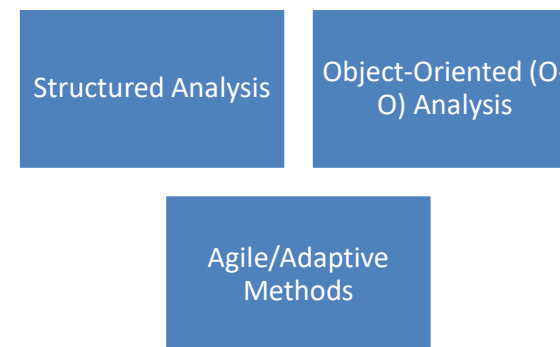 Structured Analysis
Object-Oriented (O-
O) Analysis
Agile/Adaptive
Methods